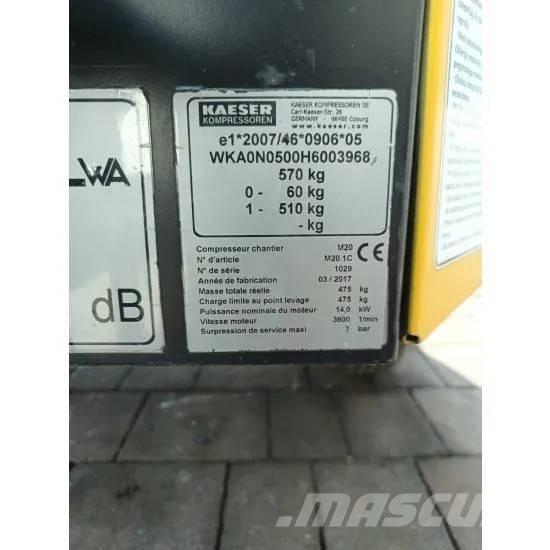 KAESER
KOMPRESSOREN
KAESER KOMPRESSOREN SE
Carl-Kaeser-Str. 26
GERMANY - 96450 Coburg
www.kaeser.com
e1*2007/46*0906*05
WKA0N0500H6003968
570 kg
0 - 60 kg
1 - 510 kg
- kg
Compresseur chantier M20
N° d'article M20.1C
N° de série 1029
Année de fabrication 03 / 2017
Masse totale réelle 475 kg
Charge limite au point levage 475 kg
Puissance nominale du moteur 14,0 kW
Vitesse moteur 3600 1/min
Surpression de service maxi ? bar
CE
LWA
dB
MASCUS